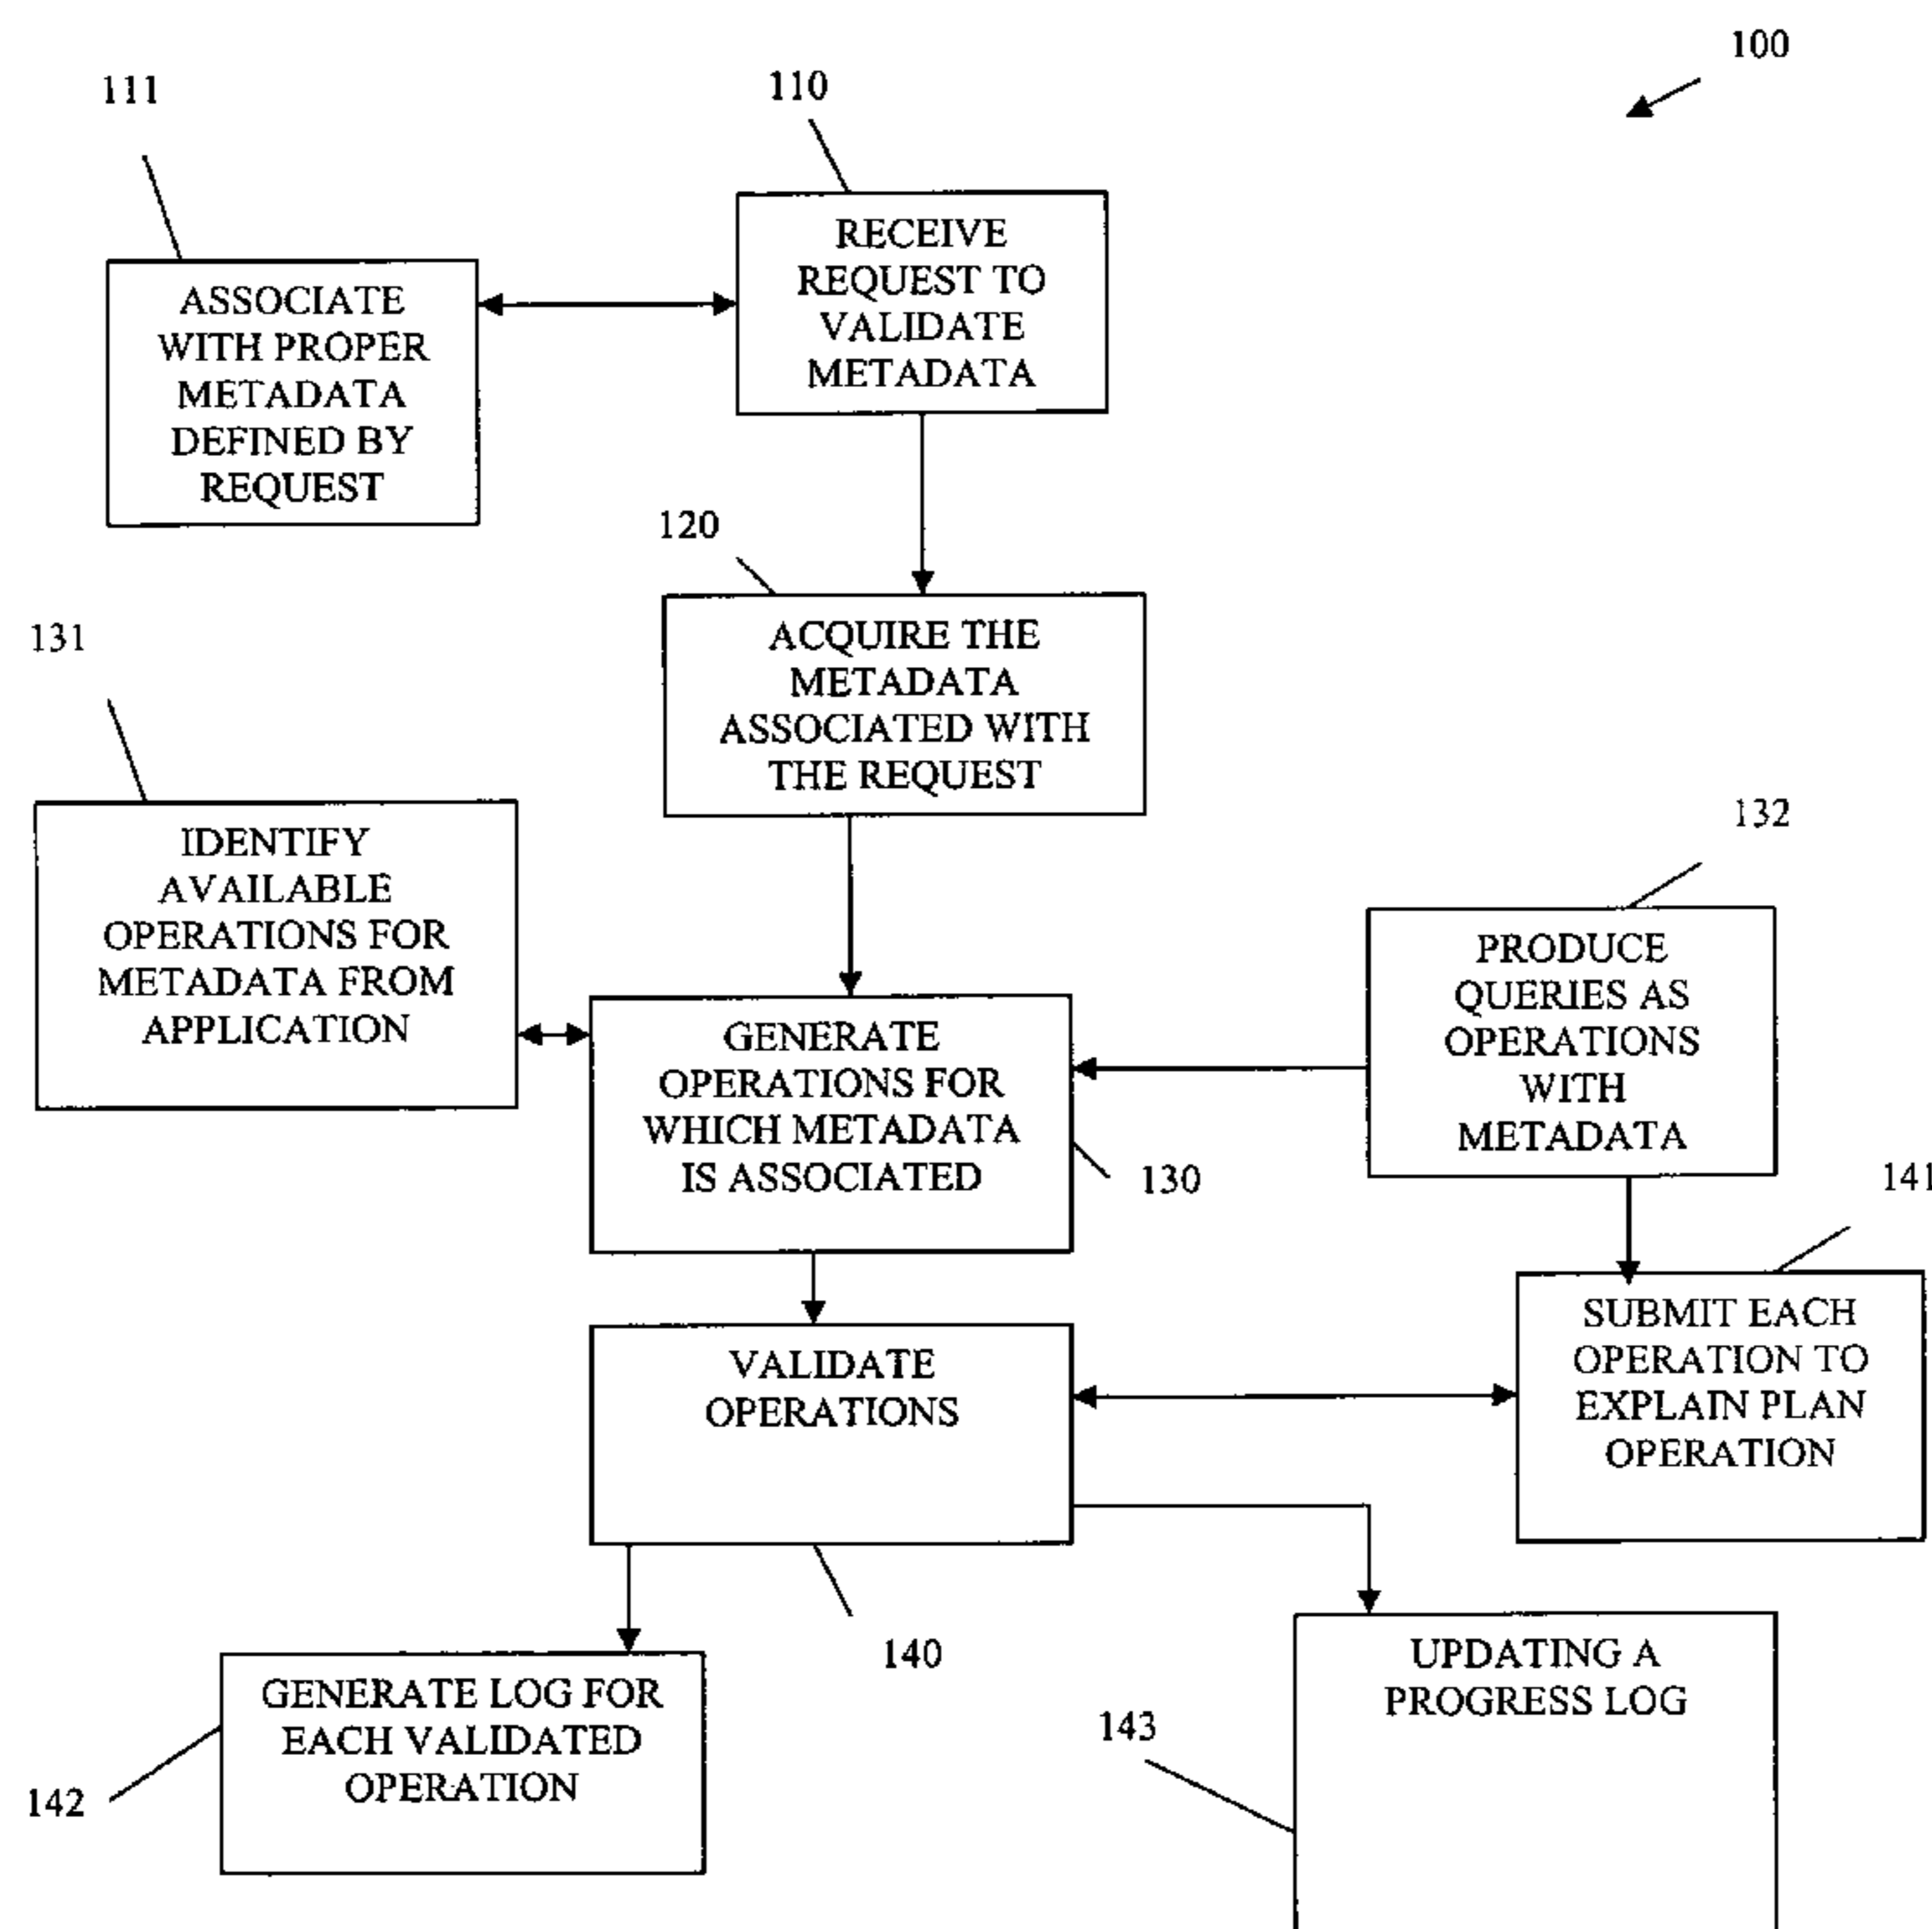 100
111
110
RECEIVE
REQUEST TO
VALIDATE
METADATA
ASSOCIATE
WITH PROPER
METADATA
DEFINED BY
REQUEST
120
ACQUIRE THE
METADATA
ASSOCIATED WITH
THE REQUEST
131
IDENTIFY
AVAILABLE
OPERATIONS FOR
METADATA FROM
APPLICATION
132
PRODUCE
QUERIES AS
OPERATIONS
WITH
METADATA
GENERATE
OPERATIONS FOR
WHICH METADATA
IS ASSOCIATED
130
141
SUBMIT EACH
OPERATION TO
EXPLAIN PLAN
OPERATION
VALIDATE
OPERATIONS
140
GENERATE LOG FOR
EACH VALIDATED
OPERATION
142
UPDATING A
PROGRESS LOG
143